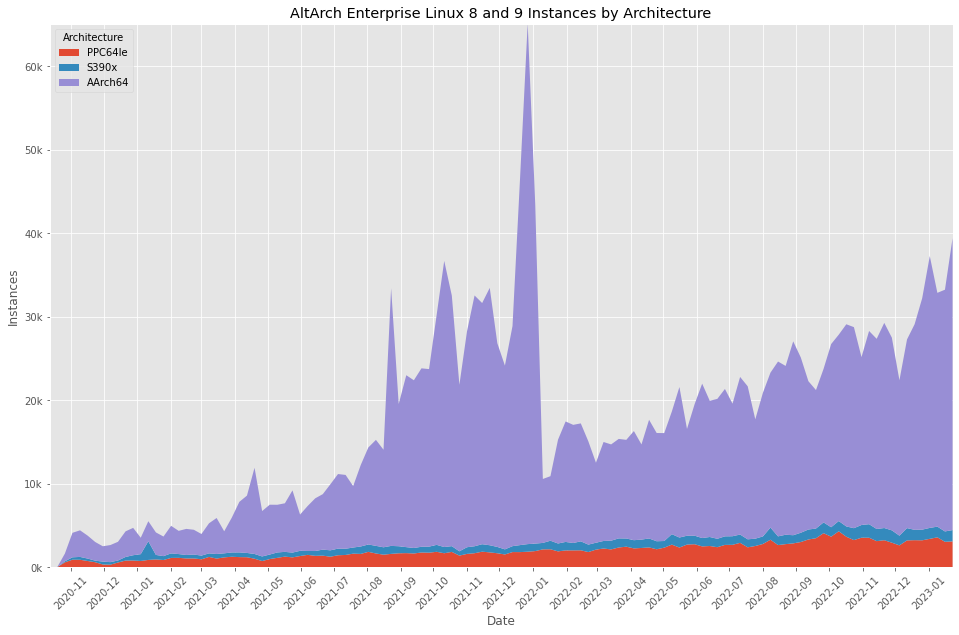 AltArch Enterprise Linux 8 and 9 Instances by Architecture
Architecture
PPC64le
S390x
AArch64
60k
50k
40k
30k
20k
10k
0k
Instances
2020-11
2020-12
2021-01
2021-02
2021-03
2021-04
2021-05
2021-06
2021-07
2021-08
2021-09
2021-10
2021-11
2021-12
2022-01
2022-02
2022-03
2022-04
2022-05
2022-06
2022-07
2022-08
2022-09
2022-10
2022-11
2022-12
2023-01
Date